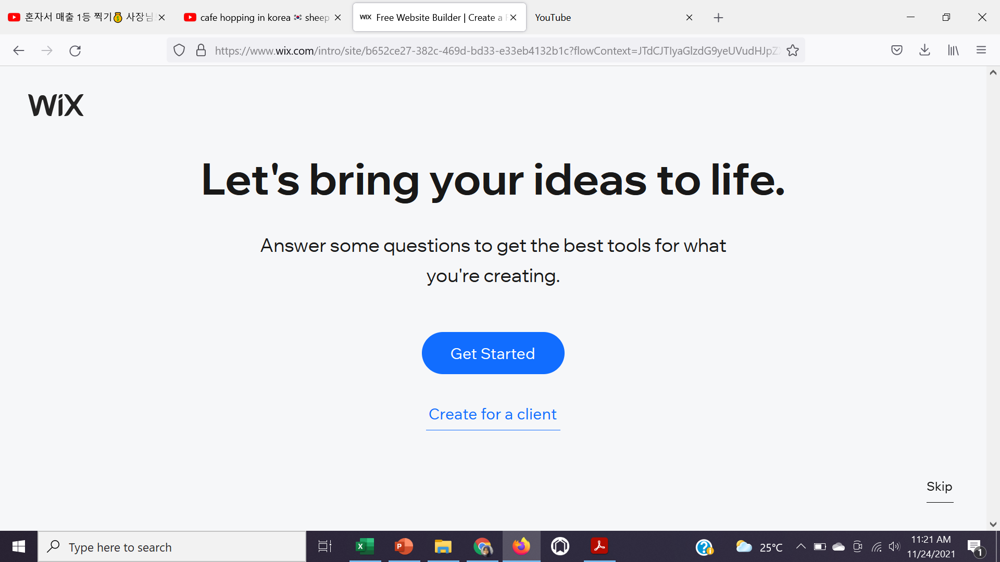 혼자서 매출 1등 찍기💰 사장님
cafe hopping in korea 🇰🇷 sheep
WIX Free Website Builder | Create a F
YouTube
https://www.wix.com/intro/site/b652ce27-382c-469d-bd33-e33eb4132b1c?flowContext=JTdCJTIyaGlzdG9yeUVudHJpZX
WiX
Let's bring your ideas to life.
Answer some questions to get the best tools for what
you're creating.
Get Started
Create for a client
Skip
Type here to search
25°C
11:21 AM
11/24/2021
1